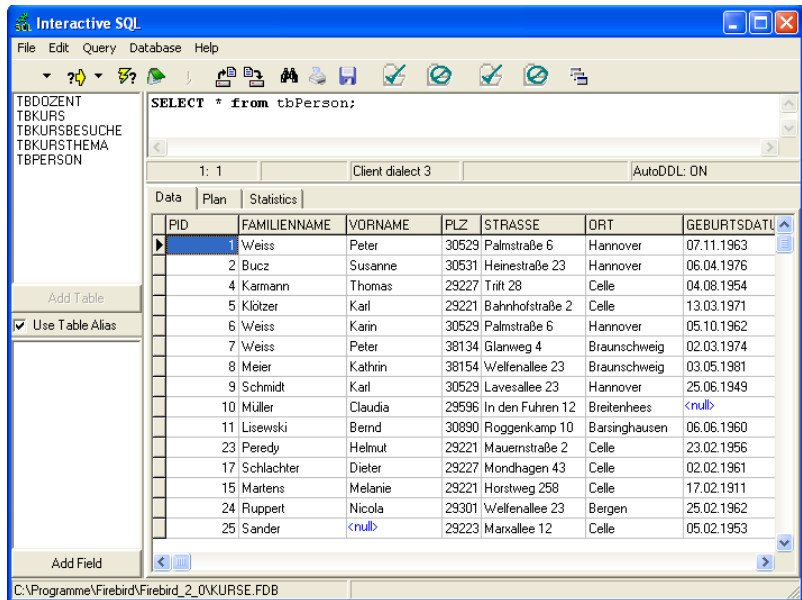 Interactive SQL
File Edit Query Database Help
TBDOZENT
TBKURS
TBKURSBESUCHE
TBKURSTHEMA
TBPERSON
SELECT * from tbPerson;
1: 1 Client dialect 3 AutoDDL: ON
Data Plan Statistics
PID FAMILIENNAME VORNAME PLZ STRASSE ORT GEBURTSDATU
1 Weiss Peter 30529 Palmstraße 6 Hannover 07.11.1963
2 Bucz Susanne 30531 Heinestraße 23 Hannover 06.04.1976
4 Karmann Thomas 29227 Trift 28 Celle 04.08.1954
5 Klötzer Karl 29221 Bahnhofstraße 2 Celle 13.03.1971
6 Weiss Karin 30529 Palmstraße 6 Hannover 05.10.1962
7 Weiss Peter 38134 Glanweg 4 Braunschweig 02.03.1974
8 Meier Kathrin 38154 Welfenallee 23 Braunschweig 03.05.1981
9 Schmidt Karl 30529 Lavesallee 23 Hannover 25.06.1949
10 Müller Claudia 29596 In den Fuhren 12 Breitenhees <null>
11 Lisewski Bernd 30890 Roggenkamp 10 Barsinghausen 06.06.1960
23 Peredy Helmut 29221 Mauernstraße 2 Celle 23.02.1956
17 Schlachter Dieter 29227 Mondhagen 43 Celle 02.02.1961
15 Martens Melanie 29221 Horstweg 258 Celle 17.02.1911
24 Ruppert Nicola 29301 Welfenallee 23 Bergen 25.02.1962
25 Sander <null> 29223 Marxallee 12 Celle 05.02.1953
Add Table
Use Table Alias
Add Field
C:\Programme\Firebird\Firebird_2_0\KURSE.FDB